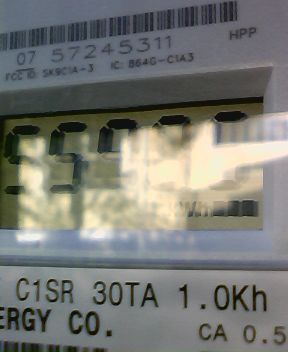 07 57245311
HPP
FCC ID: SK9C1A-3 IC: 864G-C1A3
C1SR 30TA 1.0Kh
ERGY CO.
CA 0.5